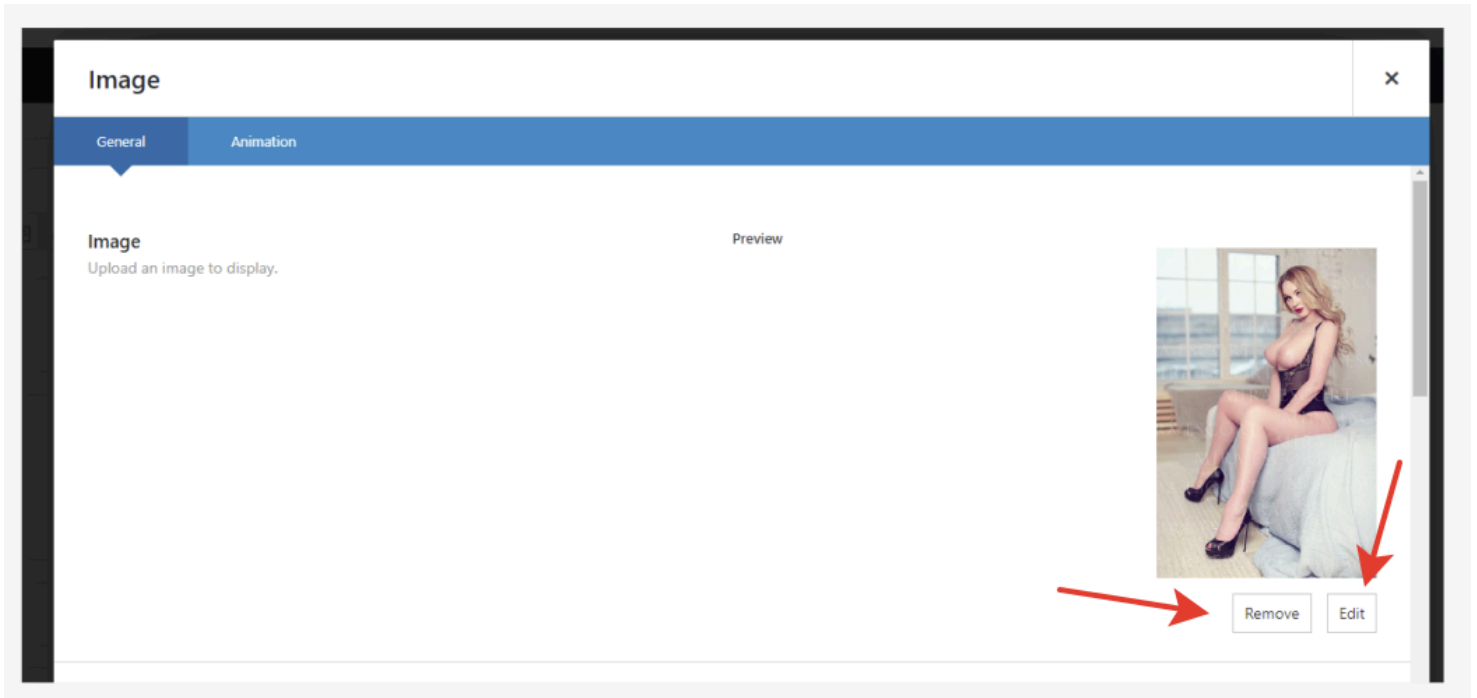 Image
×
General
Animation
Image
Upload an image to display.
Preview
Remove
Edit